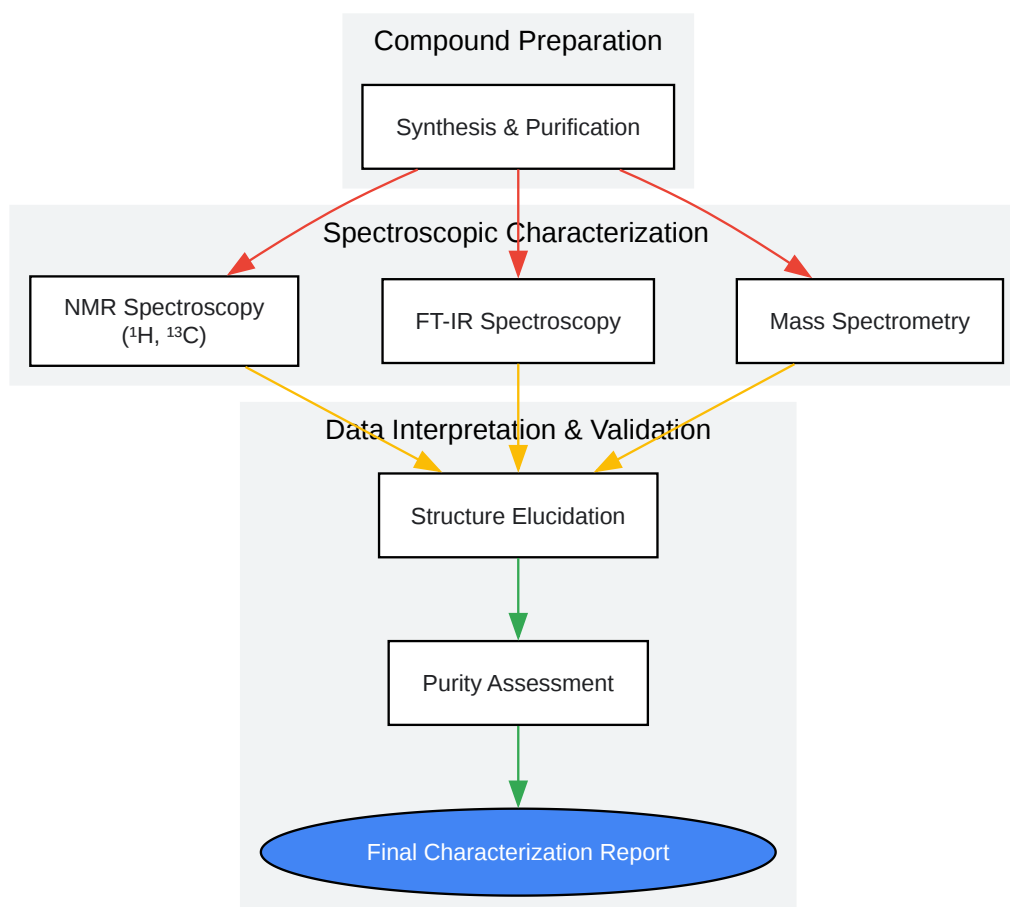 Compound Preparation
Synthesis & Purification
Spectroscopic Characterization
NMR Spectroscopy
(¹H, ¹³C)
FT-IR Spectroscopy
Mass Spectrometry
Data Interpretation & Validation
Structure Elucidation
Purity Assessment
Final Characterization Report